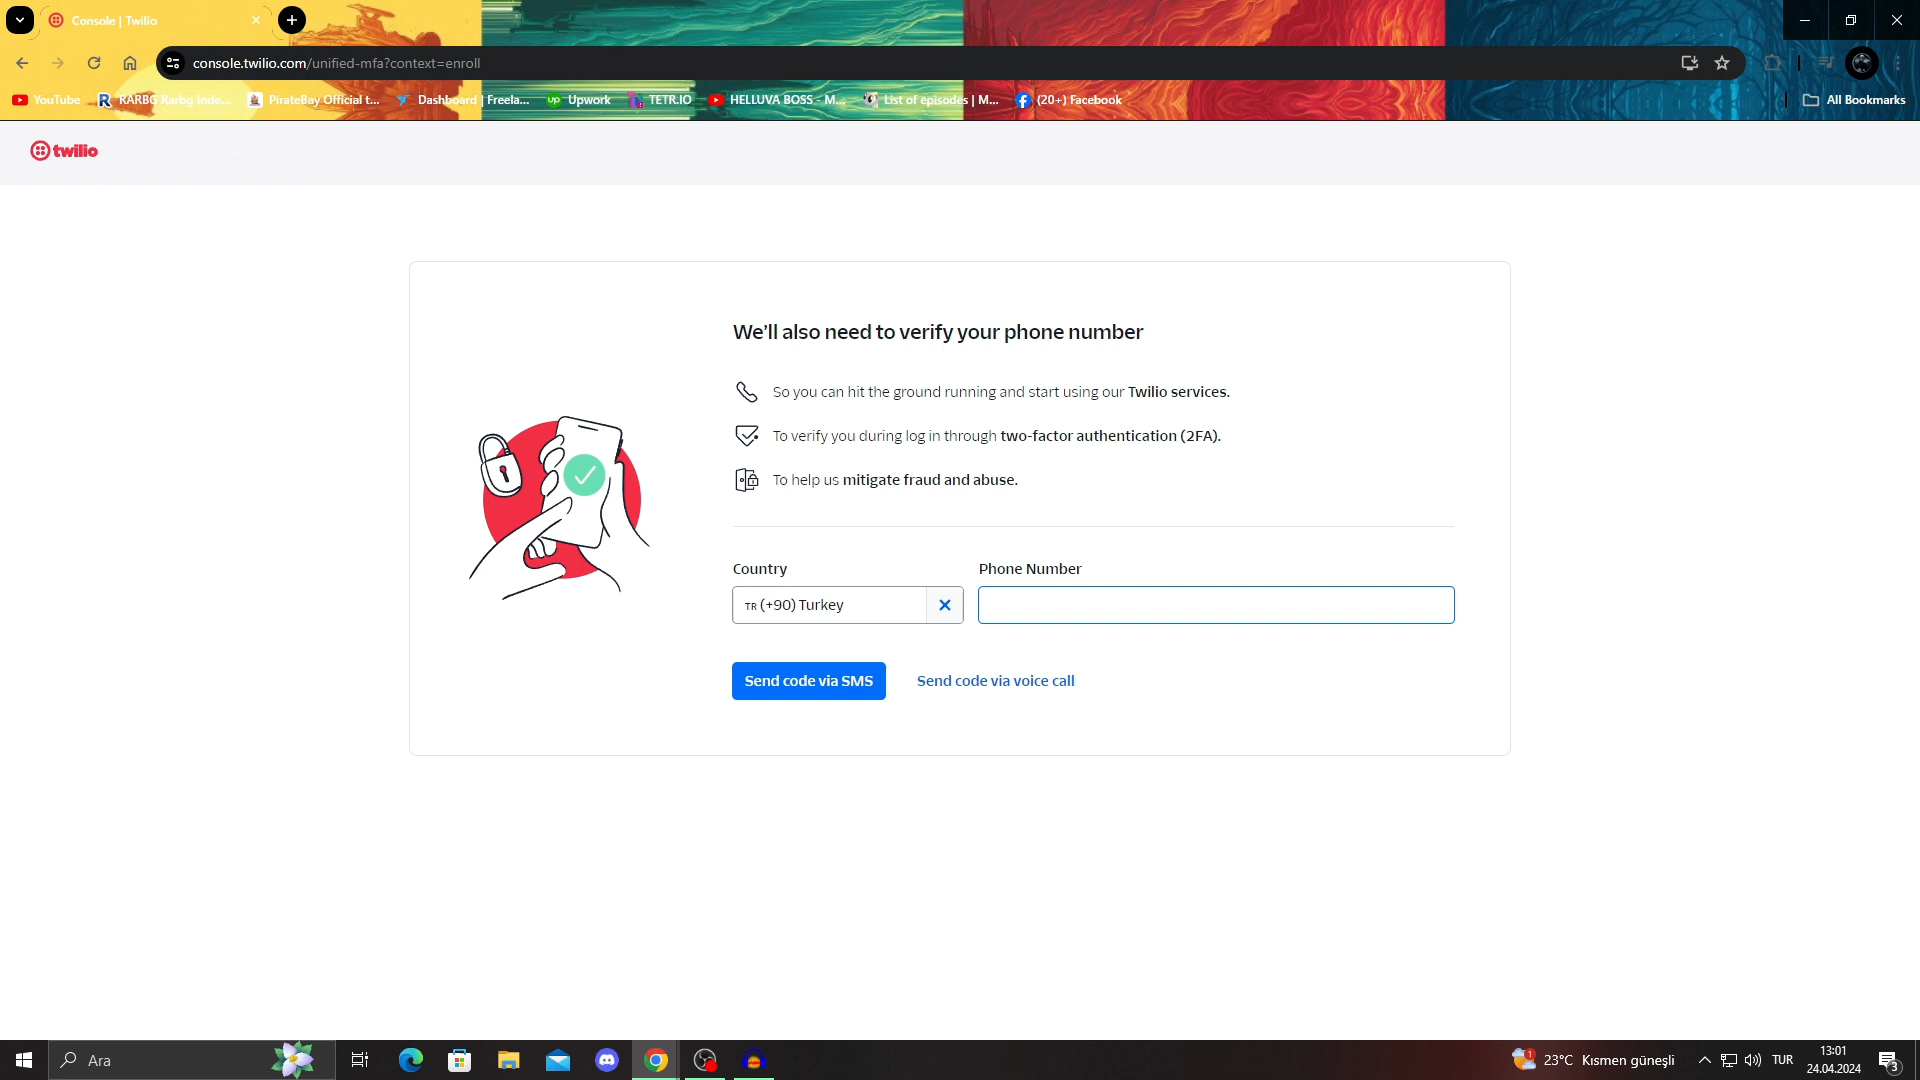 Console | Twilio
console.twilio.com/unified-mfa?context=enroll
YouTube
RARBG Rarbg Inde...
PirateBay Official t...
Dashboard | Freela...
up Upwork
TETR.IO
HELLUVA BOSS - M...
List of episodes | M...
(20+) Facebook
All Bookmarks
twilio
We'll also need to verify your phone number
So you can hit the ground running and start using our Twilio services.
To verify you during log in through two-factor authentication (2FA).
To help us mitigate fraud and abuse.
Country
Phone Number
TR (+90) Turkey
Send code via SMS
Send code via voice call
Ara
1
23°C Kısmen güneşli
TUR
13:01
24.04.2024
3